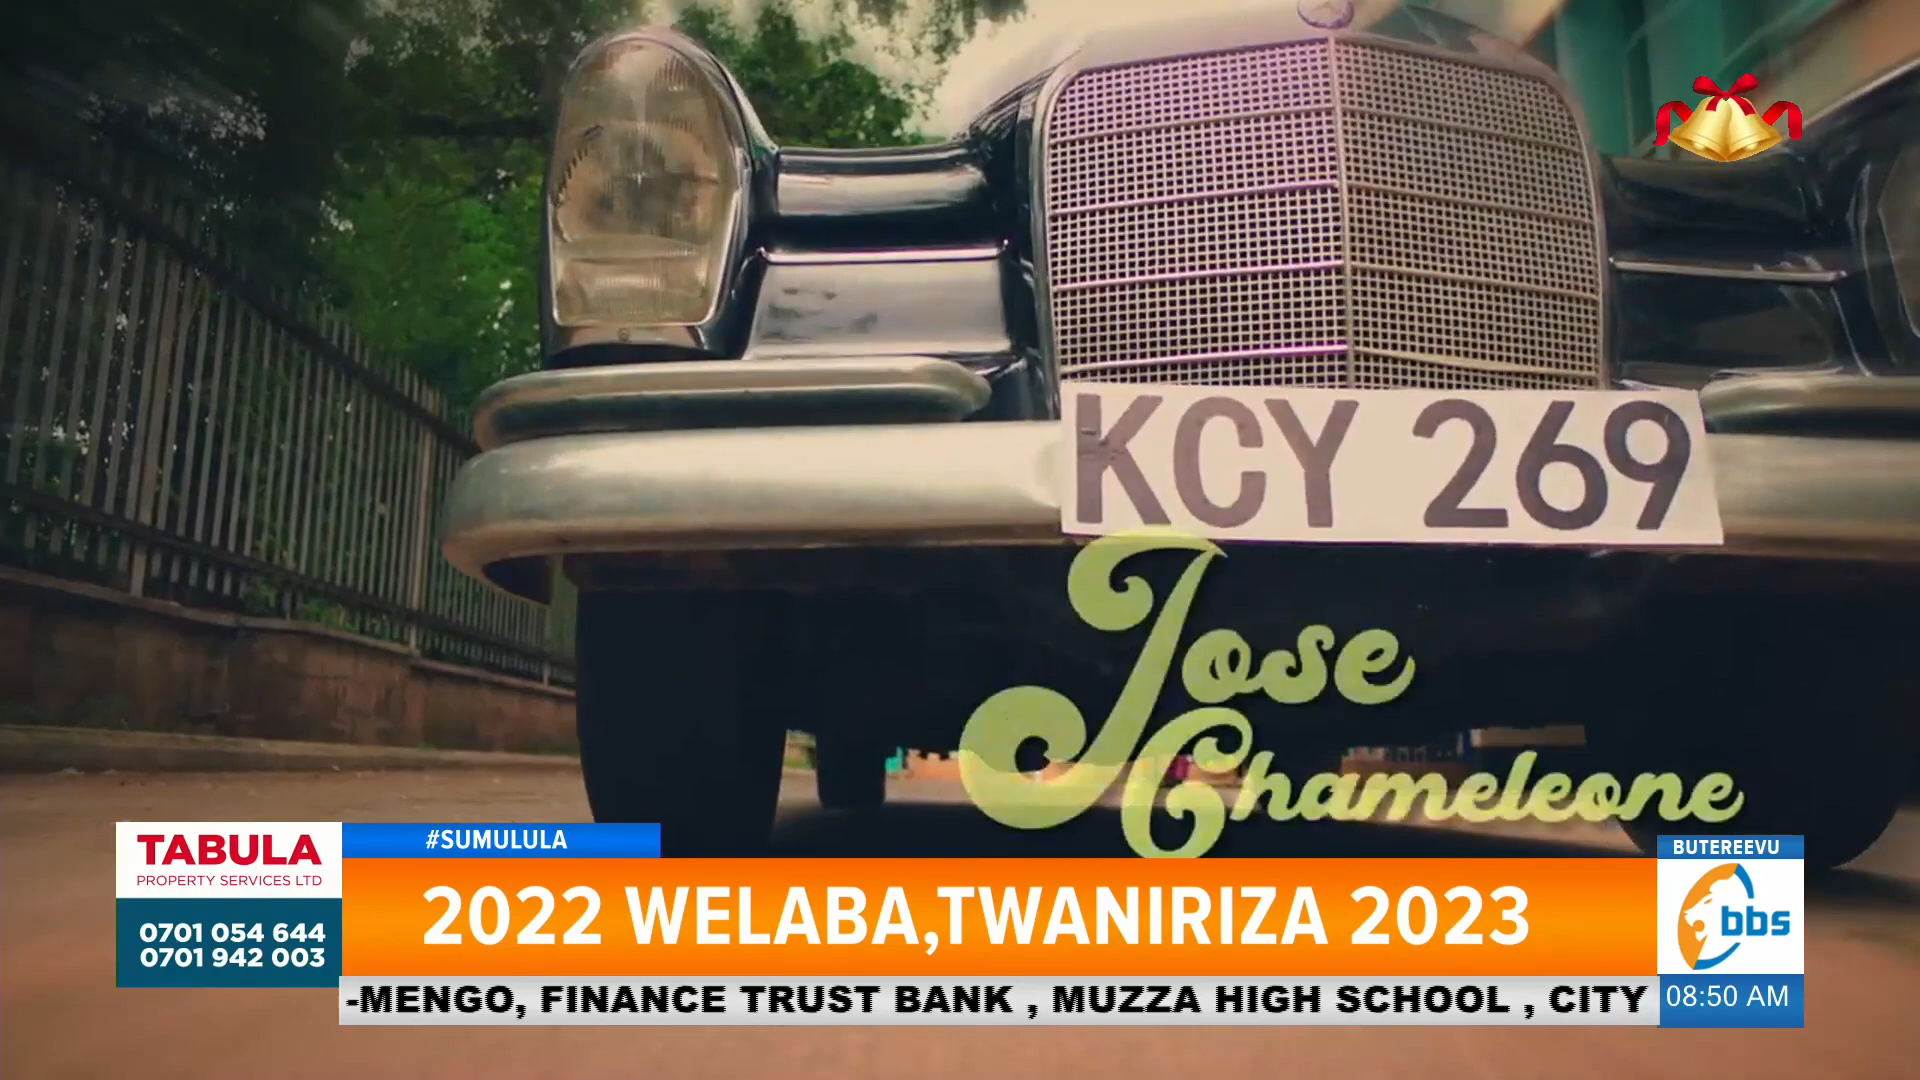 KCY 269
Jose
Chameleone
TABULA
PROPERTY SERVICES LTD
0701 054 644
0701 942 003
#SUMULULA
2022 WELABA,TWANIRIZA 2023
-MENGO, FINANCE TRUST BANK , MUZZA HIGH SCHOOL , CITY
BUTEREEVU
bbs
08:50 AM